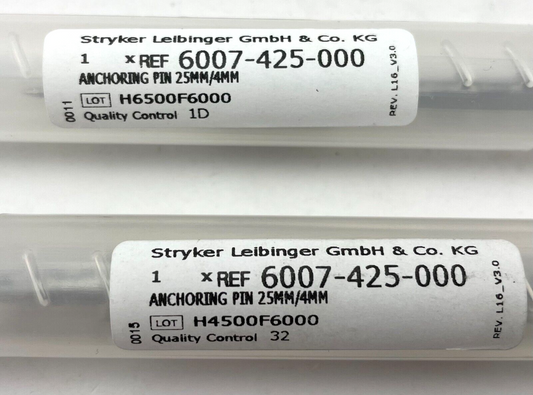 Stryker Leibinger GmbH & Co. KG
1 x REF 6007-425-000
ANCHORING PIN 25MM/4MM
LOT H6500F6000
Quality Control 1D
0011
REV. L16_V3.0
Stryker Leibinger GmbH & Co. KG
1 x REF 6007-425-000
ANCHORING PIN 25MM/4MM
LOT H4500F6000
Quality Control 32
0015
REV. L16_V3.0